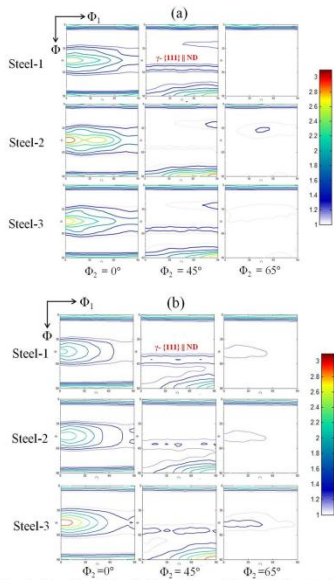 (a)
Φ₁
Φ
Steel-1
γ- {111} || ND
Steel-2
Steel-3
Φ₂ = 0° Φ₂ = 45° Φ₂ = 65°
3
2.8
2.6
2.4
2.2
2
1.8
1.6
1.4
1.2
1
(b)
Φ₁
Φ
Steel-1
γ- {111} || ND
Steel-2
Steel-3
Φ₂=0° Φ₂ = 45° Φ₂=65°
3
2.8
2.6
2.4
2.2
2
1.8
1.6
1.4
1.2
1